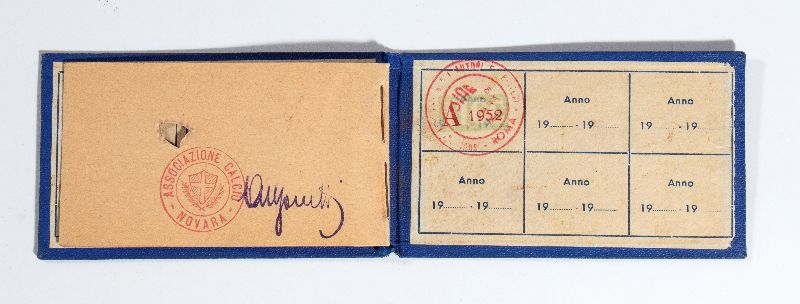 ASSOCIAZIONE CALCIO
- NOVARA -
A 1952
ROMA
Anno
19........ - 19........
Anno
19........ - 19........
Anno
19........ - 19........
Anno
19........ - 19........
Anno
19........ - 19........